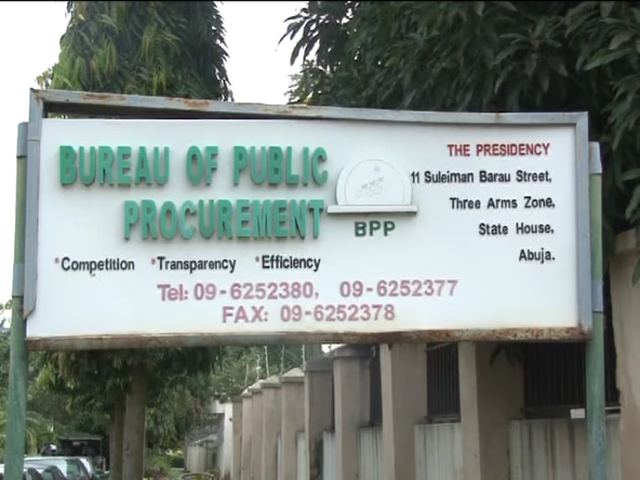 BUREAU OF PUBLIC
PROCUREMENT
BPP
*Competition *Transparency *Efficiency
THE PRESIDENCY
11 Suleiman Barau Street,
Three Arms Zone,
State House,
Abuja.
Tel: 09-6252380, 09-6252377
FAX: 09-6252378